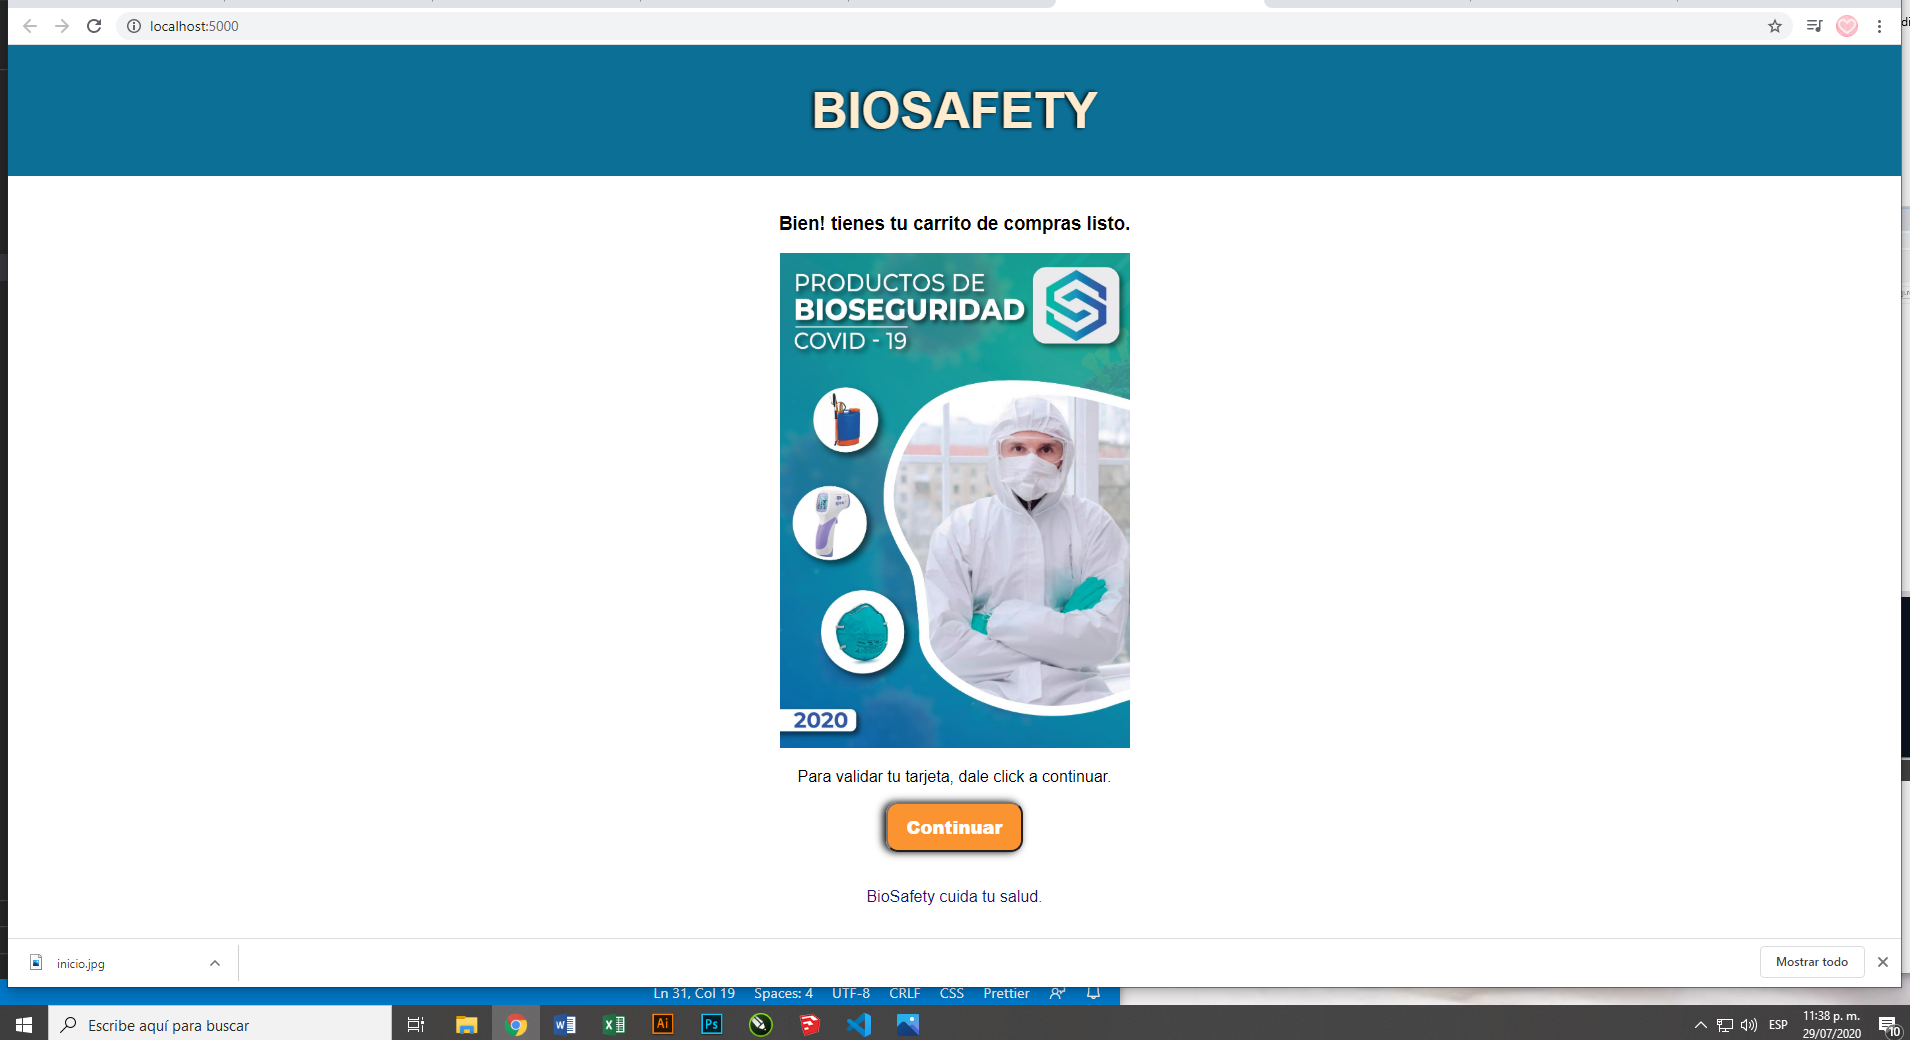 localhost:5000
BIOSAFETY
Bien! tienes tu carrito de compras listo.
PRODUCTOS DE
BIOSEGURIDAD
COVID - 19
2020
Para validar tu tarjeta, dale click a continuar.
Continuar
BioSafety cuida tu salud.
inicio.jpg
Mostrar todo
Ln 31, Col 19 Spaces: 4 UTF-8 CRLF CSS Prettier
Escribe aquí para buscar
Ai
Ps
ESP
11:38 p. m.
29/07/2020
10